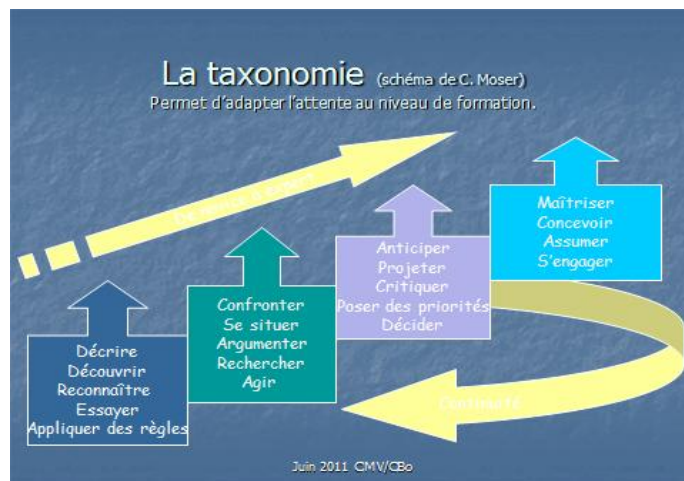 La taxonomie (schéma de C. Moser)
Permet d'adapter l'attente au niveau de formation.
De novice à expert
Décrire
Découvrir
Reconnaître
Essayer
Appliquer des règles
Confronter
Se situer
Argumenter
Rechercher
Agir
Anticiper
Projeter
Critiquer
Poser des priorités
Décider
Maîtriser
Concevoir
Assumer
S'engager
Continuité
Juin 2011 CMV/CBo